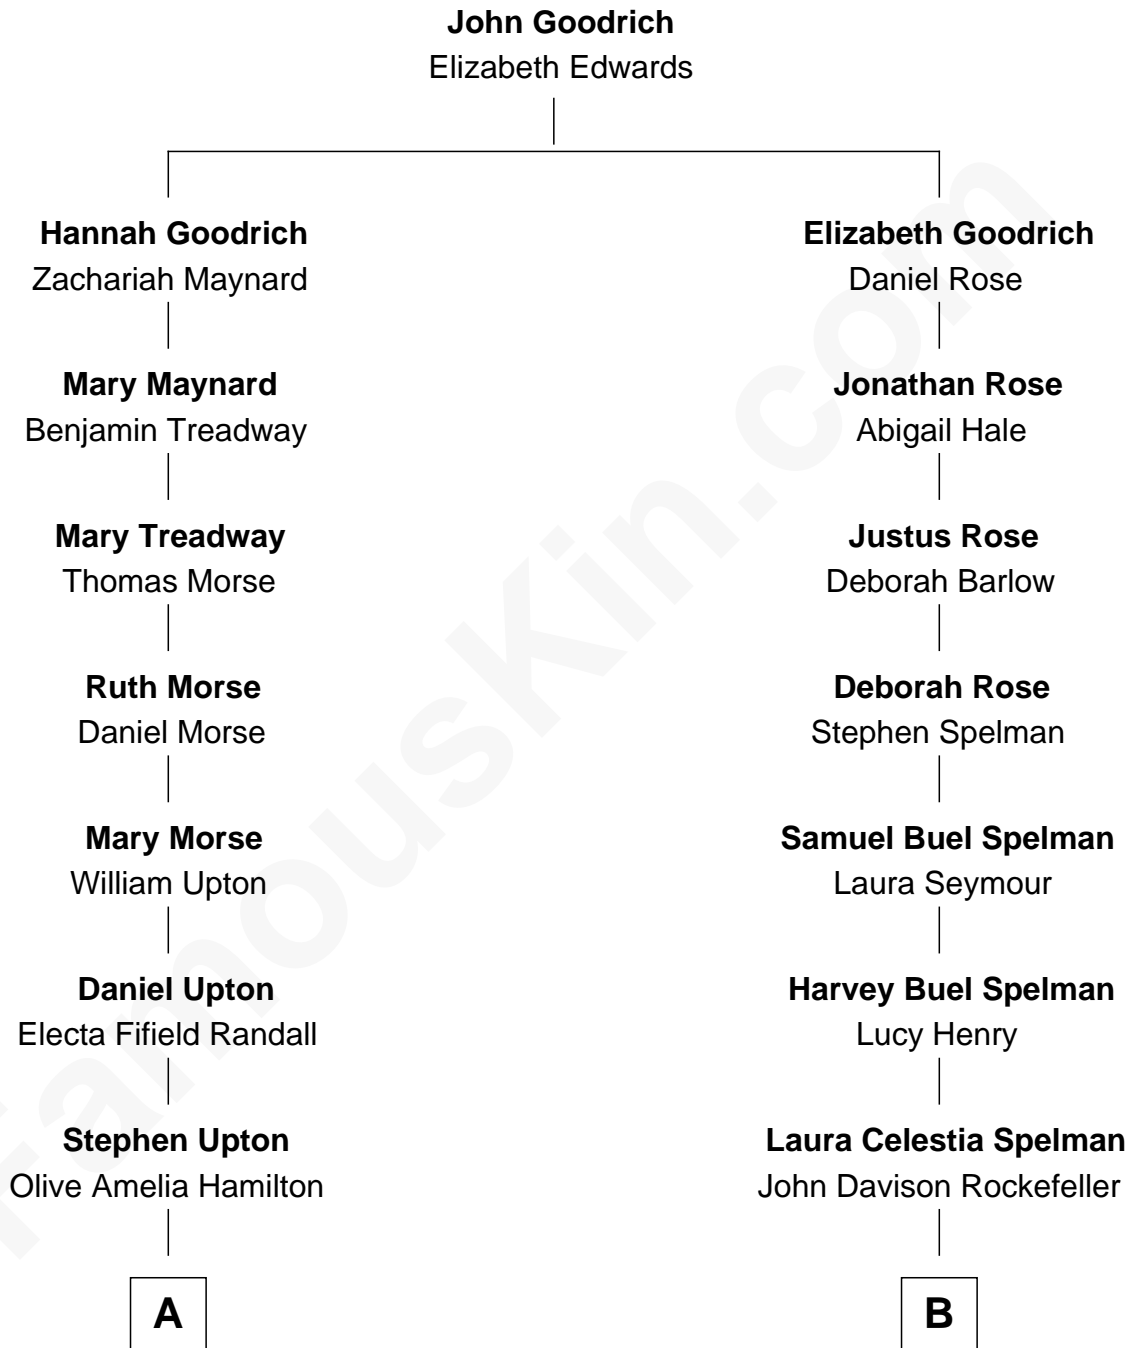 John Goodrich
Elizabeth Edwards
Hannah Goodrich
Zachariah Maynard
Elizabeth Goodrich
Daniel Rose
Mary Maynard
Benjamin Treadway
Jonathan Rose
Abigail Hale
Mary Treadway
Thomas Morse
Justus Rose
Deborah Barlow
Ruth Morse
Daniel Morse
Deborah Rose
Stephen Spelman
Mary Morse
William Upton
Samuel Buel Spelman
Laura Seymour
Daniel Upton
Electa Fifield Randall
Harvey Buel Spelman
Lucy Henry
Stephen Upton
Olive Amelia Hamilton
Laura Celestia Spelman
John Davison Rockefeller
A
B
FamousKin.com